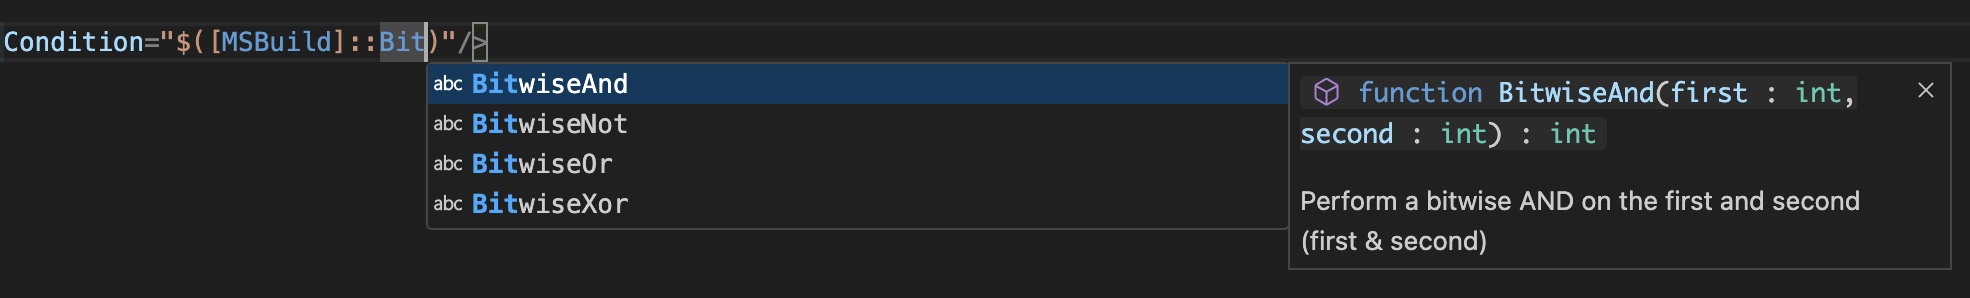 Condition="$([MSBuild]::Bit)"/>
abc BitwiseAnd
abc BitwiseNot
abc BitwiseOr
abc BitwiseXor
function BitwiseAnd(first : int,
second : int) : int
Perform a bitwise AND on the first and second
(first & second)